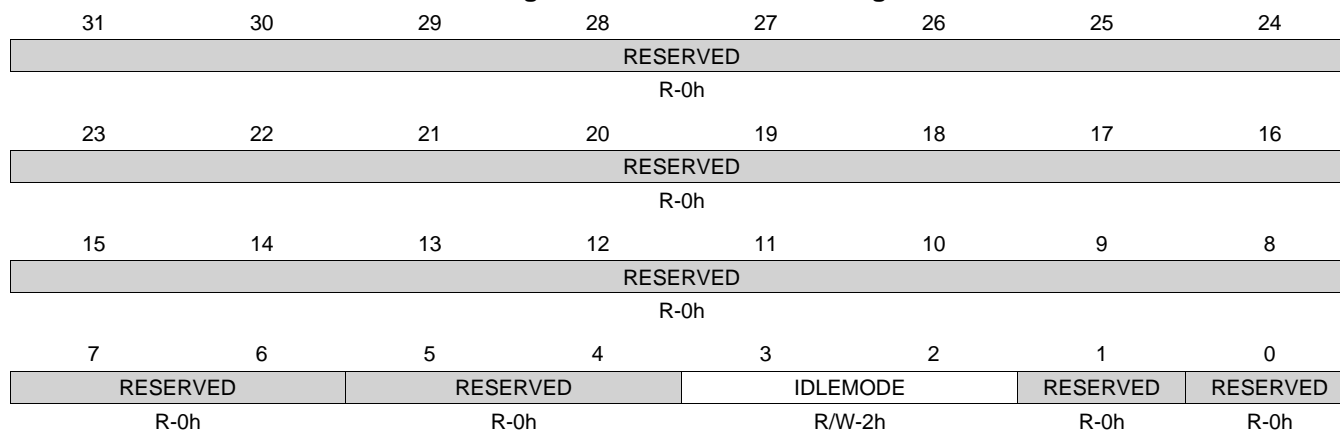 31 30 29 28 27 26 25 24
RESERVED
R-0h
23 22 21 20 19 18 17 16
RESERVED
R-0h
15 14 13 12 11 10 9 8
RESERVED
R-0h
7 6 5 4 3 2 1 0
RESERVED RESERVED IDLEMODE RESERVED RESERVED
R-0h R-0h R/W-2h R-0h R-0h